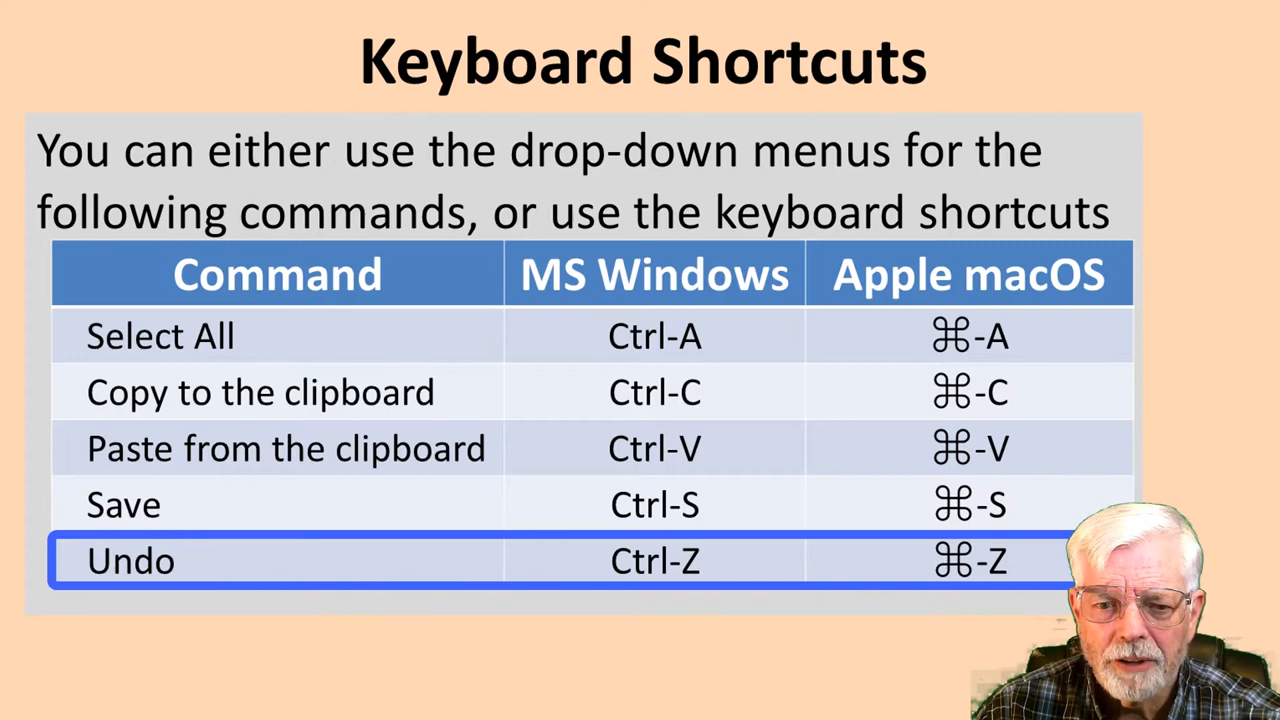 Keyboard Shortcuts
You can either use the drop-down menus for the
following commands, or use the keyboard shortcuts
Command MS Windows Apple macOS
Select All Ctrl-A ⌘-A
Copy to the clipboard Ctrl-C ⌘-C
Paste from the clipboard Ctrl-V ⌘-V
Save Ctrl-S ⌘-S
Undo Ctrl-Z ⌘-Z